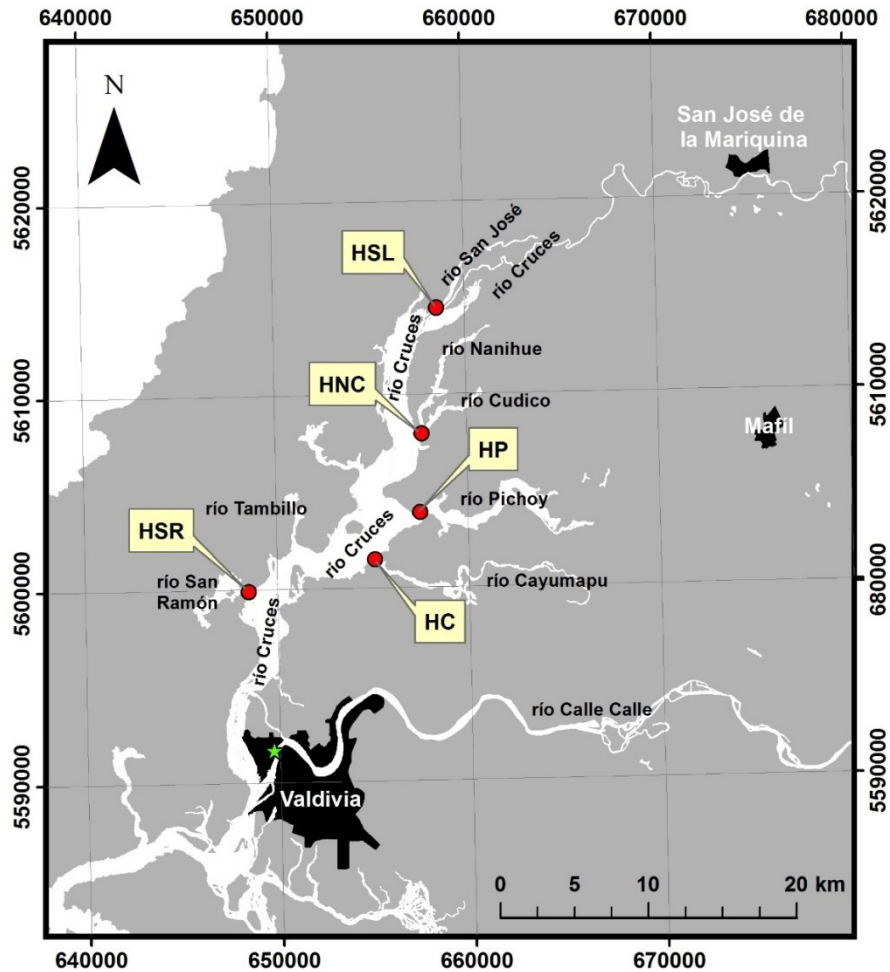 640000
650000
660000
670000
680000
N
San José de
la Mariquina
5620000
5620000
HSL
río San José
río Cruces
río Cruces
río Nanihue
HNC
río Cudico
5610000
5610000
Mafíl
HP
río Pichoy
río Tambillo
HSR
río Cruces
río San
Ramón
río Cayumapu
5600000
680000
HC
río Cruces
río Calle Calle
5590000
5590000
Valdivia
0
5
10
20 km
640000
650000
660000
670000